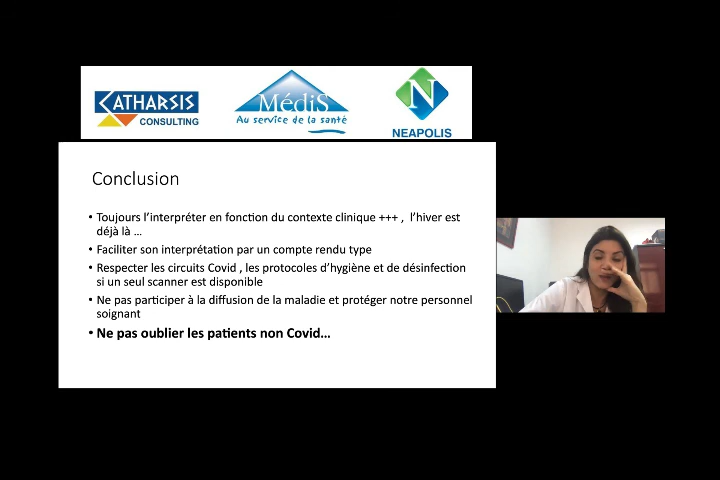 CATHARSIS
CONSULTING
MédiS
Au service de la santé
N
NEAPOLIS
Conclusion
• Toujours l'interpréter en fonction du contexte clinique +++ , l'hiver est
déjà là ...
• Faciliter son interprétation par un compte rendu type
• Respecter les circuits Covid , les protocoles d'hygiène et de désinfection
si un seul scanner est disponible
• Ne pas participer à la diffusion de la maladie et protéger notre personnel
soignant
• Ne pas oublier les patients non Covid...